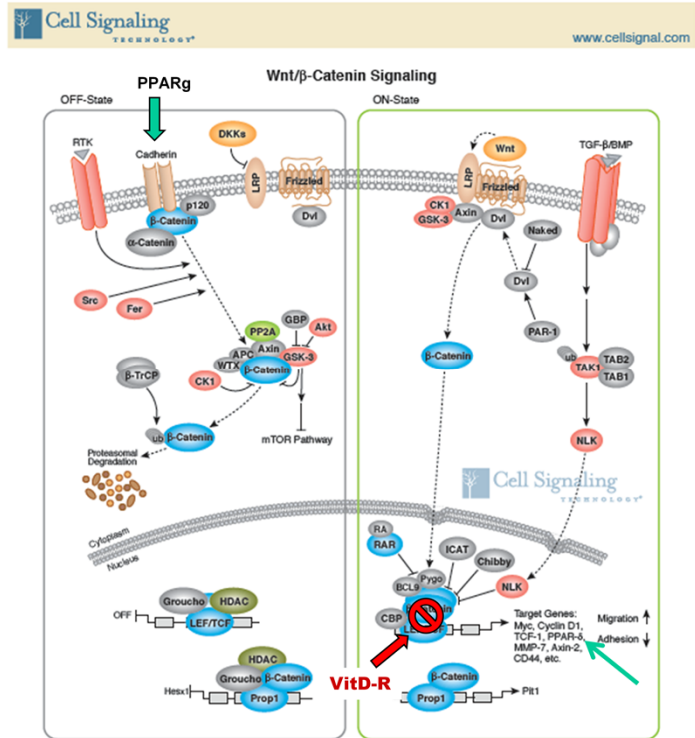 Cell Signaling
TECHNOLOGY®
www.cellsignal.com
Wnt/β-Catenin Signaling
PPARg
OFF-State
ON-State
RTK
Cadherin
DKKs
LRP
Frizzled
Dvl
p120
β-Catenin
α-Catenin
Src
Fer
PP2A
GBP
Akt
Axin
APC
WTX
GSK-3
β-Catenin
CK1
β-TrCP
ub
β-Catenin
mTOR Pathway
Proteasomal
Degradation
Wnt
TGF-β/BMP
LRP
Frizzled
CK1
GSK-3
Axin
Dvl
Naked
Dvl
PAR-1
β-Catenin
ub
TAK1
TAB2
TAB1
NLK
Cell Signaling
TECHNOLOGY®
Cytoplasm
Nucleus
RA
RAR
ICAT
Chibby
BCL9
Pygo
NLK
CBP
Groucho
HDAC
LEF/TCF
OFF
Target Genes:
Myc, Cyclin D1,
TCF-1, PPAR-δ,
MMP-7, Axin-2,
CD44, etc.
Migration
Adhesion
HDAC
Groucho
β-Catenin
Prop1
Hesx1
VitD-R
β-Catenin
Prop1
Pit1